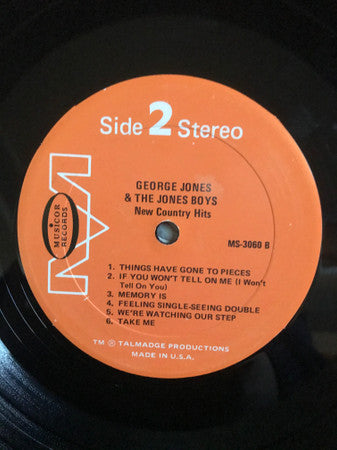 Side 2 Stereo
GEORGE JONES
& THE JONES BOYS
New Country Hits
MUSICOR
RECORDS
MS-3060 B
1. THINGS HAVE GONE TO PIECES
2. IF YOU WON'T TELL ON ME (I Won't
Tell On You)
3. MEMORY IS
4. FEELING SINGLE-SEEING DOUBLE
5. WE'RE WATCHING OUR STEP
6. TAKE ME
TM ® TALMADGE PRODUCTIONS
MADE IN U.S.A.